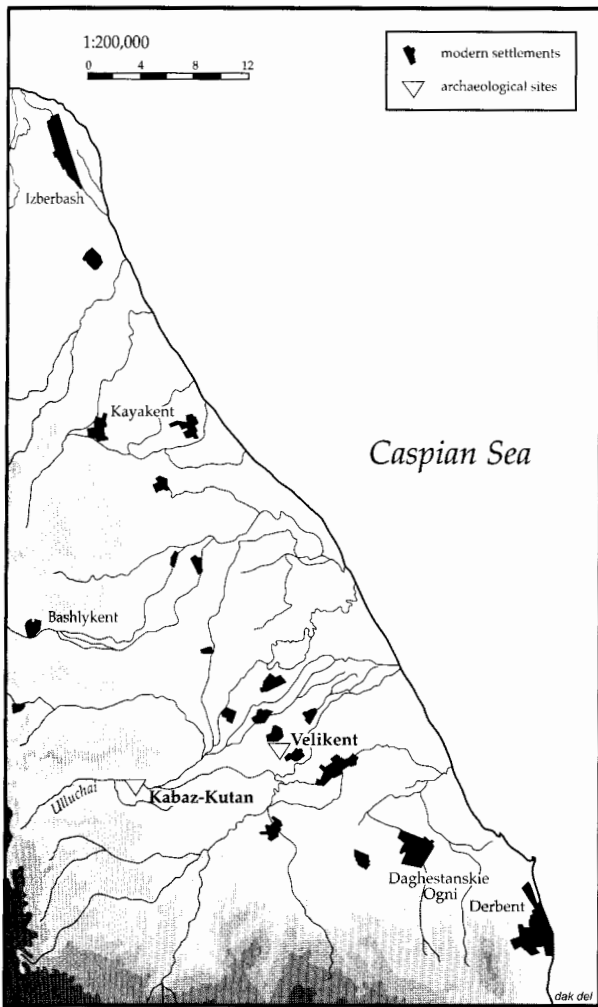 1:200,000
0 4 8 12
modern settlements
archaeological sites
Izberbash
Kayakent
Caspian Sea
Bashlykent
Velikent
Ulluchai
Kabaz-Kutan
Daghestanskie
Ogni
Derbent
dak del